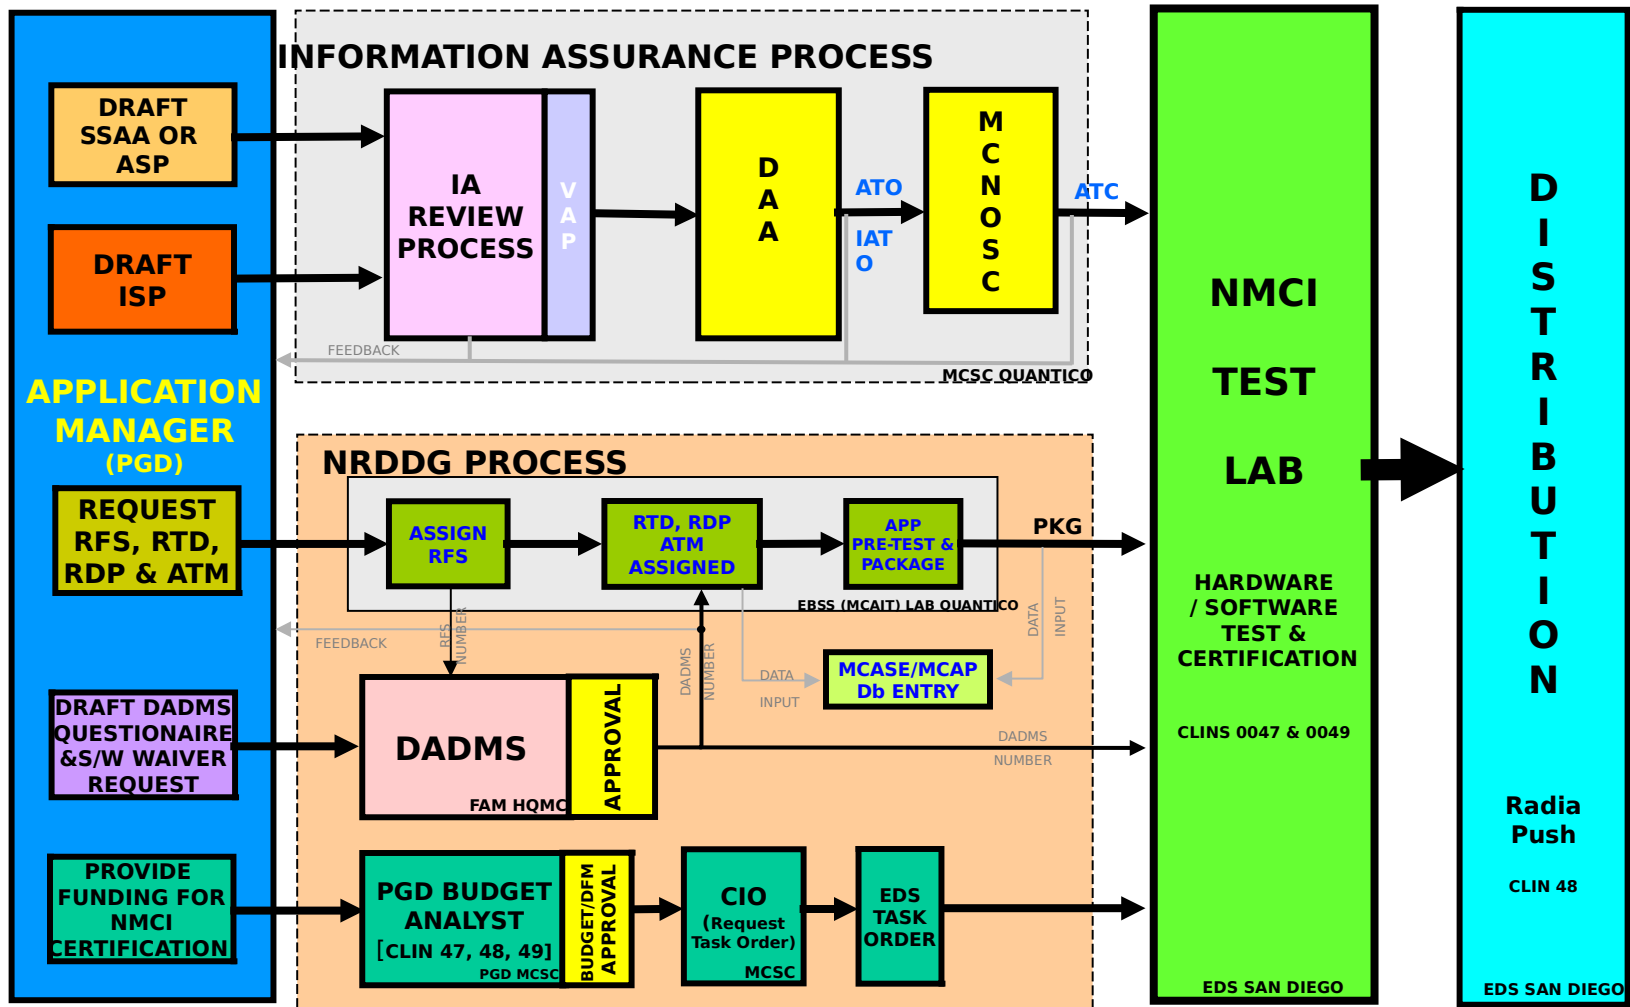 INFORMATION ASSURANCE PROCESS
DRAFT
SSAA OR
ASP
DRAFT
ISP
APPLICATION
MANAGER
(PGD)
REQUEST
RFS, RTD,
RDP & ATM
DRAFT DADMS
QUESTIONAIRE
&S/W WAIVER
REQUEST
PROVIDE
FUNDING FOR
NMCI
CERTIFICATION
IA
REVIEW
PROCESS
V
A
P
D
A
A
ATO
IAT
O
M
C
N
O
S
C
ATC
FEEDBACK
MCSC QUANTICO
NRDDG PROCESS
ASSIGN
RFS
RTD, RDP
ATM
ASSIGNED
APP
PRE-TEST &
PACKAGE
PKG
EBSS (MCAIT) LAB QUANTICO
FEEDBACK
RFS
NUMBER
DADMS
NUMBER
DATA
INPUT
MCASE/MCAP
Db ENTRY
DATA
INPUT
DADMS
FAM HQMC
APPROVAL
DADMS
NUMBER
PGD BUDGET
ANALYST
[CLIN 47, 48, 49]
PGD MCSC
BUDGET/DFM
APPROVAL
CIO
(Request
Task Order)
MCSC
EDS
TASK
ORDER
NMCI
TEST
LAB
HARDWARE
/ SOFTWARE
TEST &
CERTIFICATION
CLINS 0047 & 0049
EDS SAN DIEGO
D
I
S
T
R
I
B
U
T
I
O
N
Radia
Push
CLIN 48
EDS SAN DIEGO